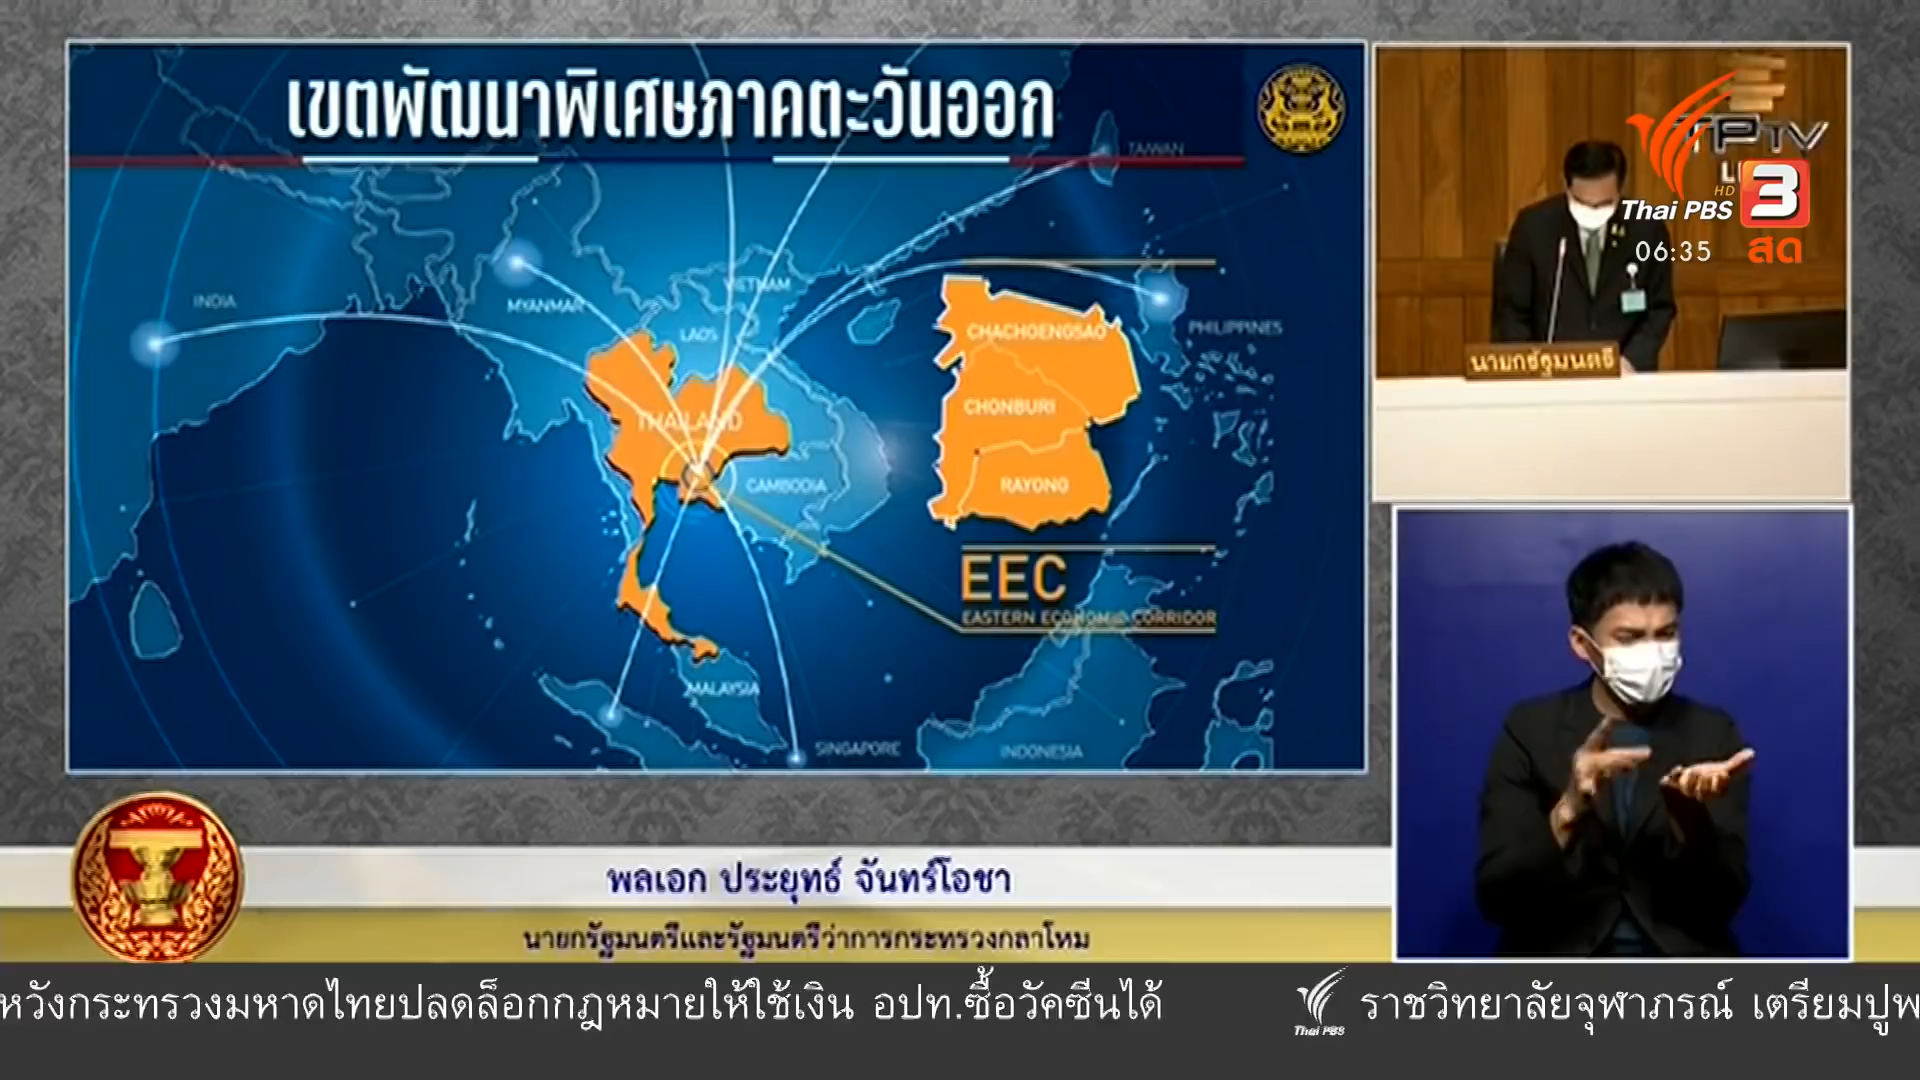 เขตพัฒนาพิเศษภาคตะวันออก
TAIWAN
INDIA
MYANMAR
VIETNAM
LAOS
PHILIPPINES
THAILAND
CAMBODIA
CHACHOENGSAO
CHONBURI
RAYONG
EEC
EASTERN ECONOMIC CORRIDOR
MALAYSIA
SINGAPORE
INDONESIA
TPTV
HD
Thai PBS 3
06:35 สด
นายกรัฐมนตรี
พลเอก ประยุทธ์ จันทร์โอชา
นายกรัฐมนตรีและรัฐมนตรีว่าการกระทรวงกลาโหม
หวังกระทรวงมหาดไทยปลดล็อกกฎหมายให้ใช้เงิน อปท.ซื้อวัคซีนได้ Thai PBS ราชวิทยาลัยจุฬาภรณ์ เตรียมปูพ